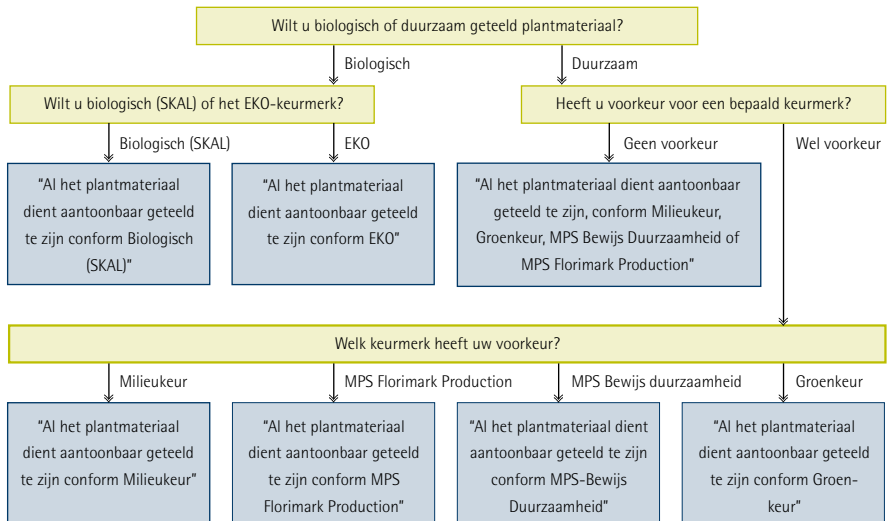 Wilt u biologisch of duurzaam geteeld plantmateriaal?
Biologisch
Duurzaam
Wilt u biologisch (SKAL) of het EKO-keurmerk?
Heeft u voorkeur voor een bepaald keurmerk?
Biologisch (SKAL)
EKO
Geen voorkeur
Wel voorkeur
"Al het plantmateriaal
dient aantoonbaar geteeld
te zijn conform Biologisch
(SKAL)"
"Al het plantmateriaal
dient aantoonbaar geteeld
te zijn conform EKO"
"Al het plantmateriaal dient aantoonbaar
geteeld te zijn, conform Milieukeur,
Groenkeur, MPS Bewijs Duurzaamheid of
MPS Florimark Production"
Welk keurmerk heeft uw voorkeur?
Milieukeur
MPS Florimark Production
MPS Bewijs duurzaamheid
Groenkeur
"Al het plantmateriaal
dient aantoonbaar geteeld
te zijn conform Milieukeur"
"Al het plantmateriaal
dient aantoonbaar geteeld
te zijn conform MPS
Florimark Production"
"Al het plantmateriaal dient
aantoonbaar geteeld te zijn
conform MPS-Bewijs
Duurzaamheid"
"Al het plantmateriaal
dient aantoonbaar geteeld
te zijn conform Groen-
keur"